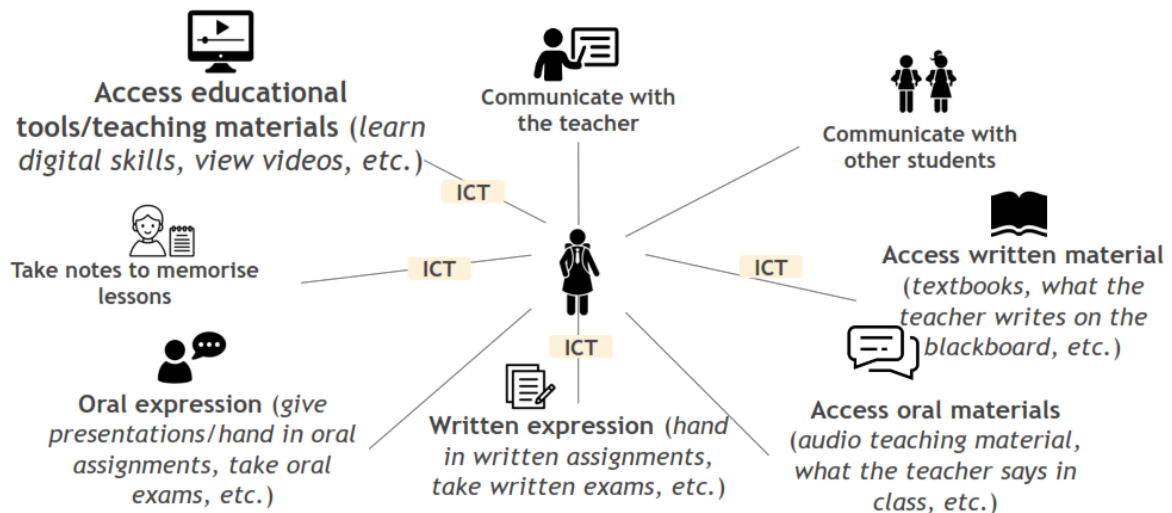 Access educational
tools/teaching materials (learn
digital skills, view videos, etc.)
Communicate with
the teacher
Communicate with
other students
ICT
Take notes to memorise
lessons
ICT
ICT
Access written material
(textbooks, what the
teacher writes on the
blackboard, etc.)
ICT
Oral expression (give
presentations/hand in oral
assignments, take oral
exams, etc.)
Written expression (hand
in written assignments,
take written exams, etc.)
Access oral materials
(audio teaching material,
what the teacher says in
class, etc.)